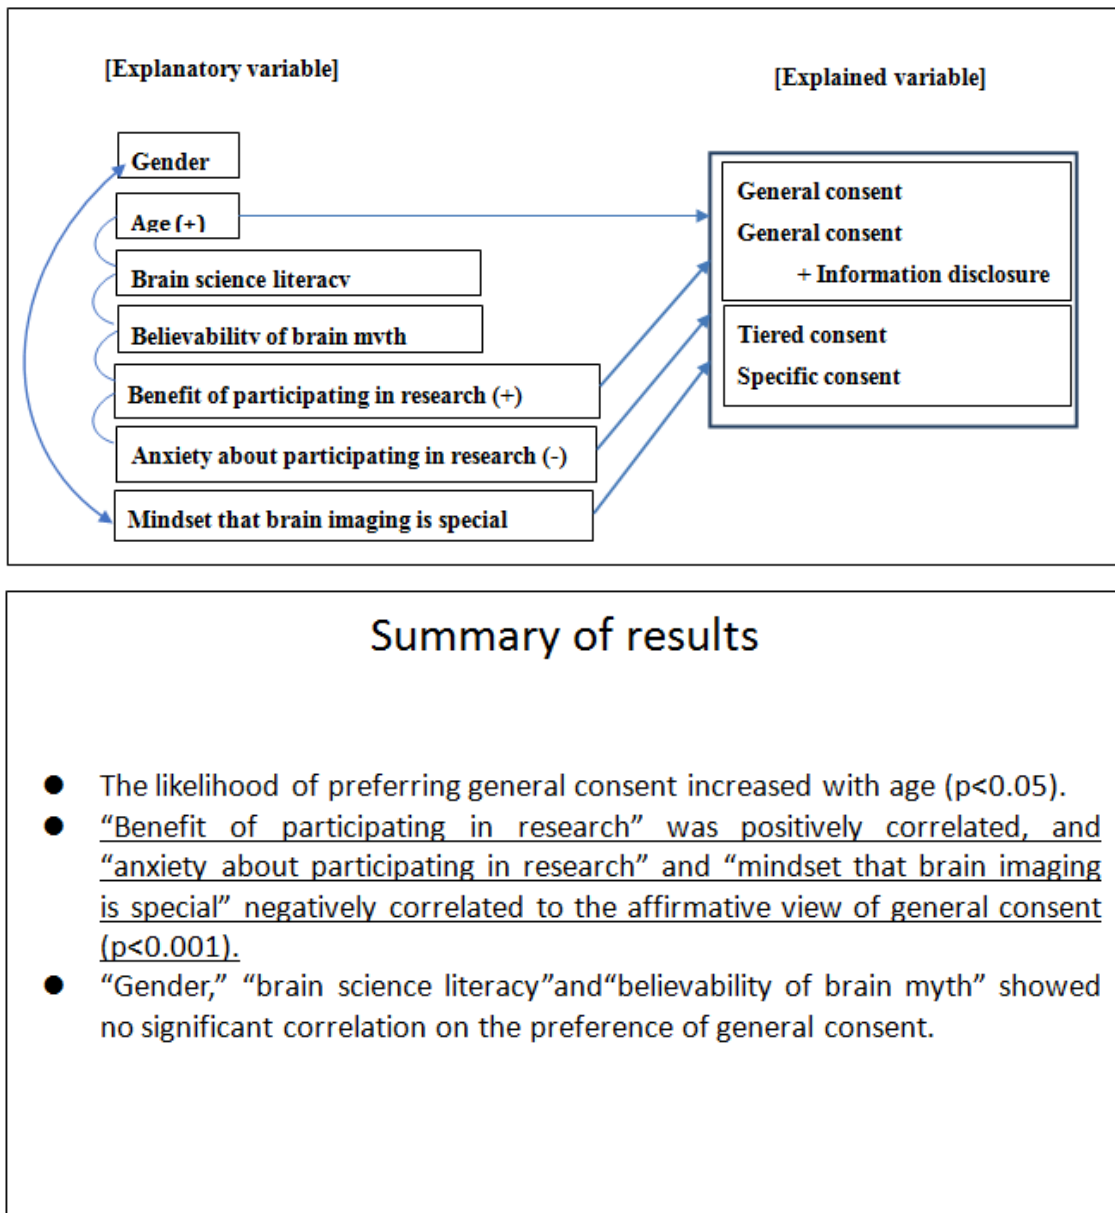 [Explanatory variable]
[Explained variable]
Gender
Age (+)
Brain science literacy
Believability of brain myth
Benefit of participating in research (+)
Anxiety about participating in research (-)
Mindset that brain imaging is special
General consent
General consent
+ Information disclosure
Tiered consent
Specific consent
Summary of results
● The likelihood of preferring general consent increased with age (p<0.05).
● “Benefit of participating in research” was positively correlated, and
“anxiety about participating in research” and “mindset that brain imaging
is special” negatively correlated to the affirmative view of general consent
(p<0.001).
● “Gender,” “brain science literacy”and“believability of brain myth” showed
no significant correlation on the preference of general consent.